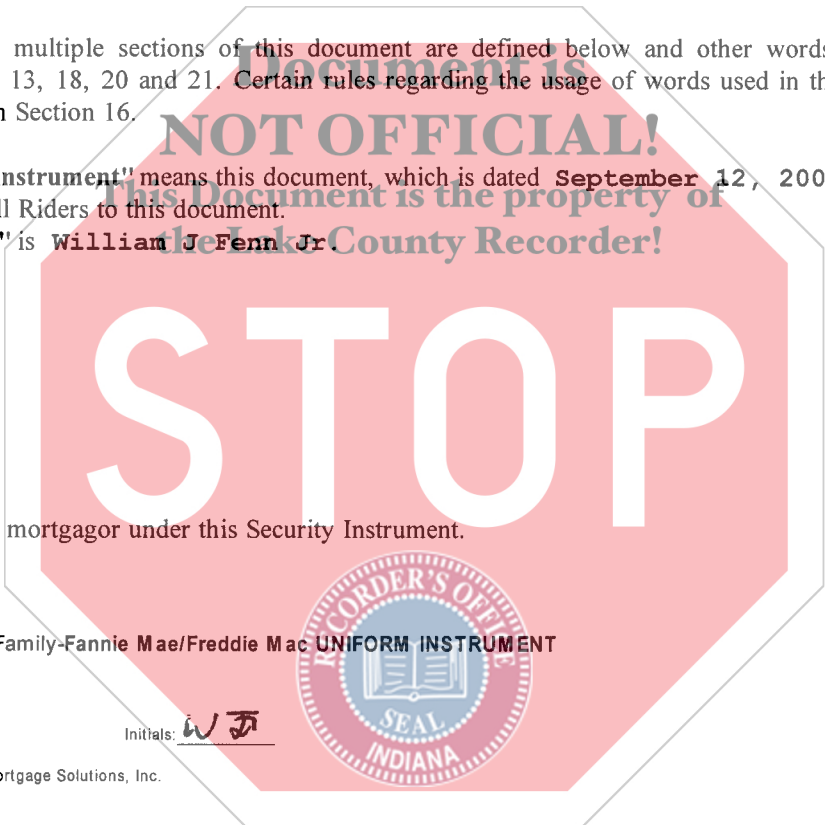 multiple sections of this document are defined below and other words
Document is
13, 18, 20 and 21. Certain rules regarding the usage of words used in th
n Section 16.
NOT OFFICIAL!
nstrument" means this document, which is dated September 12, 200
This Document is the property of
ll Riders to this document.
" is William J Fenn Jr.
the Lake County Recorder!
STOP
mortgagor under this Security Instrument.
RECORDER'S OFFICE
Family-Fannie Mae/Freddie Mac UNIFORM INSTRUMENT
SEAL
Initials:
INDIANA
ortgage Solutions, Inc.